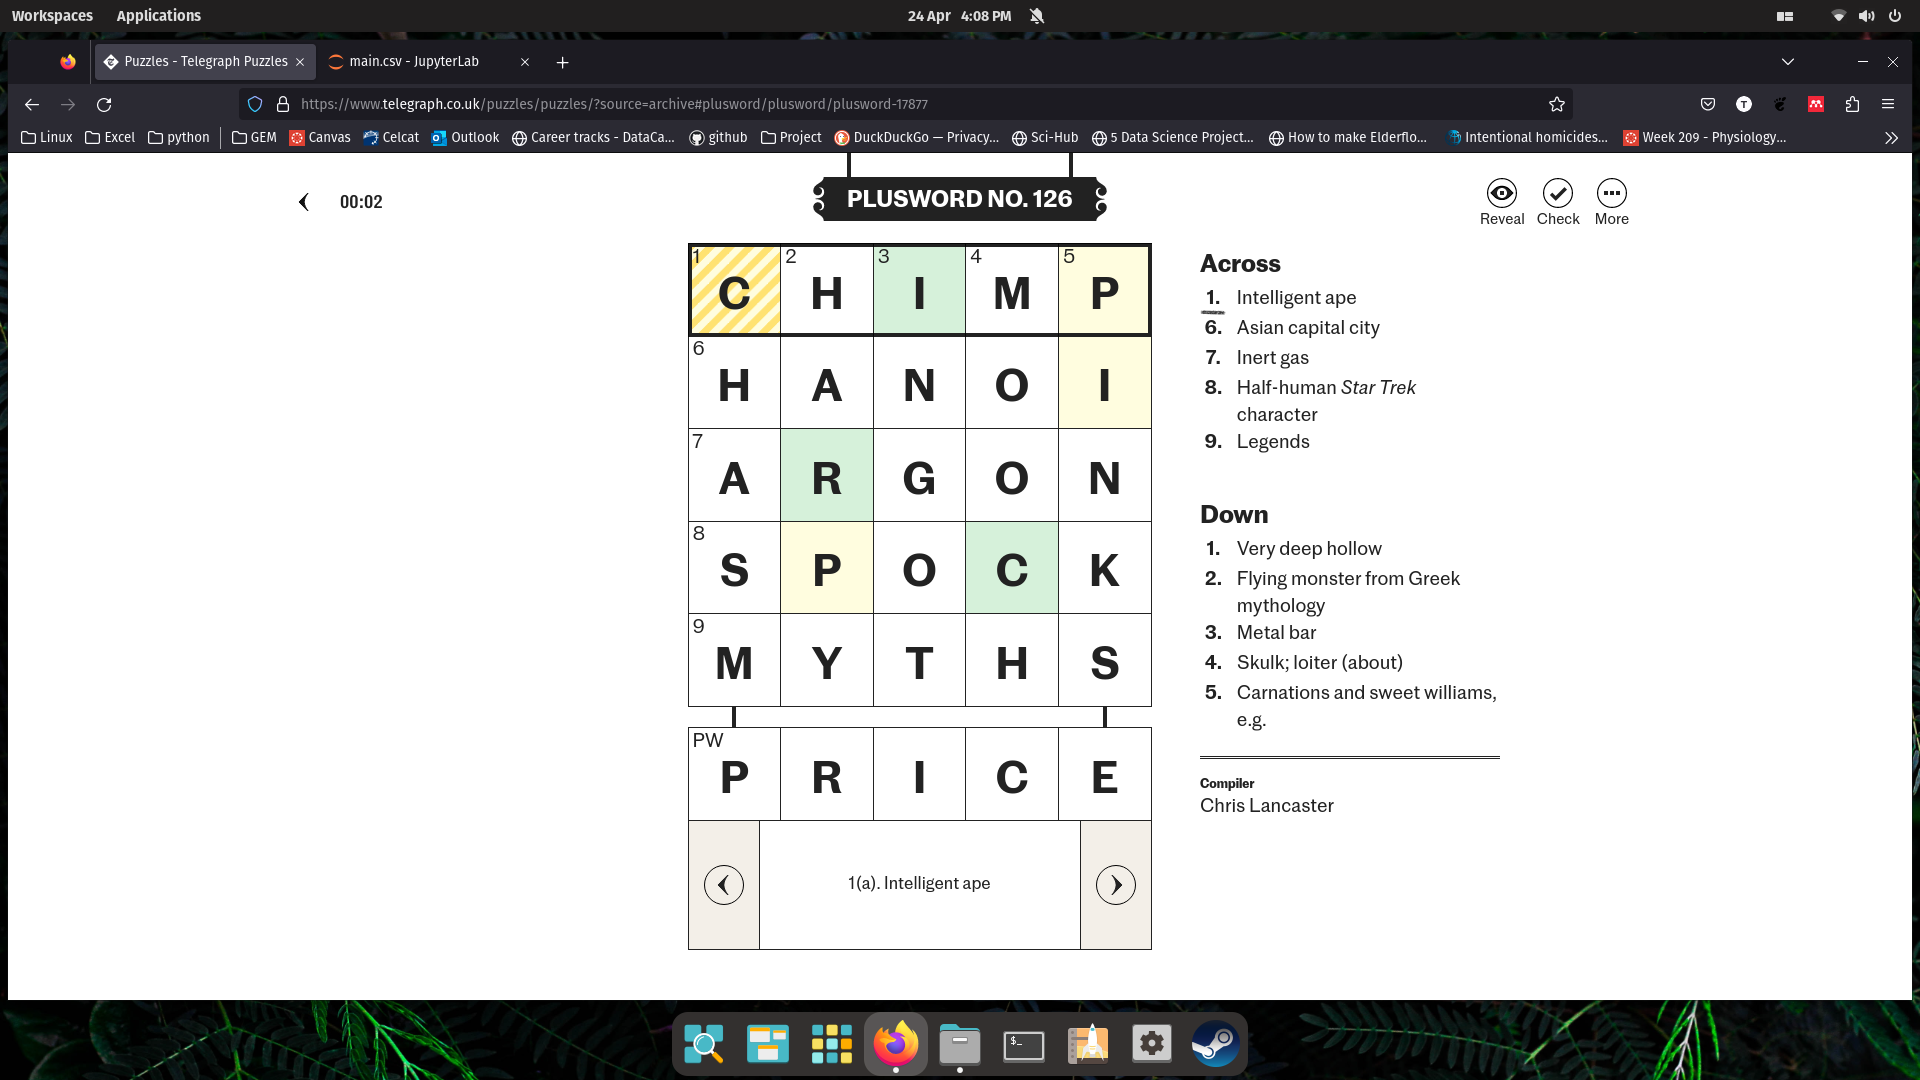 Workspaces Applications 24 Apr 4:08 PM
Puzzles - Telegraph Puzzles main.csv - JupyterLab
https://www.telegraph.co.uk/puzzles/puzzles/?source=archive#plusword/plusword/plusword-17877
Linux Excel python GEM Canvas Celcat Outlook Career tracks - DataCa... github Project DuckDuckGo — Privacy... Sci-Hub 5 Data Science Project... How to make Elderflo... Intentional homicides... Week 209 - Physiology...
00:02
PLUSWORD NO. 126
Reveal Check More
1 C 2 H 3 I 4 M 5 P
6 H A N O I
7 A R G O N
8 S P O C K
9 M Y T H S
PW P R I C E
1(a). Intelligent ape
Across
1. Intelligent ape
6. Asian capital city
7. Inert gas
8. Half-human Star Trek
character
9. Legends
Down
1. Very deep hollow
2. Flying monster from Greek
mythology
3. Metal bar
4. Skulk; loiter (about)
5. Carnations and sweet williams,
e.g.
Compiler
Chris Lancaster